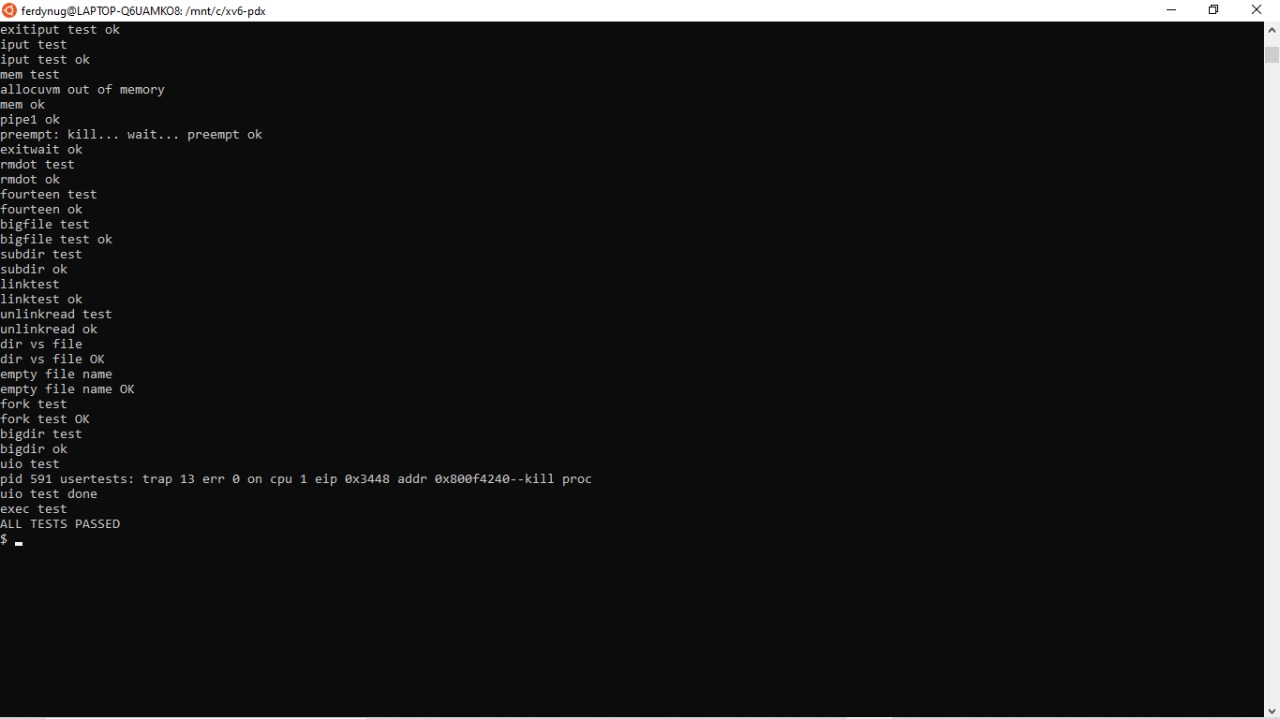 ferdynug@LAPTOP-Q6UAMKO8: /mnt/c/xv6-pdx
exitiput test ok
iput test
iput test ok
mem test
allocuvm out of memory
mem ok
pipe1 ok
preempt: kill... wait... preempt ok
exitwait ok
rmdot test
rmdot ok
fourteen test
fourteen ok
bigfile test
bigfile test ok
subdir test
subdir ok
linktest
linktest ok
unlinkread test
unlinkread ok
dir vs file
dir vs file OK
empty file name
empty file name OK
fork test
fork test OK
bigdir test
bigdir ok
uio test
pid 591 usertests: trap 13 err 0 on cpu 1 eip 0x3448 addr 0x800f4240--kill proc
uio test done
exec test
ALL TESTS PASSED
$